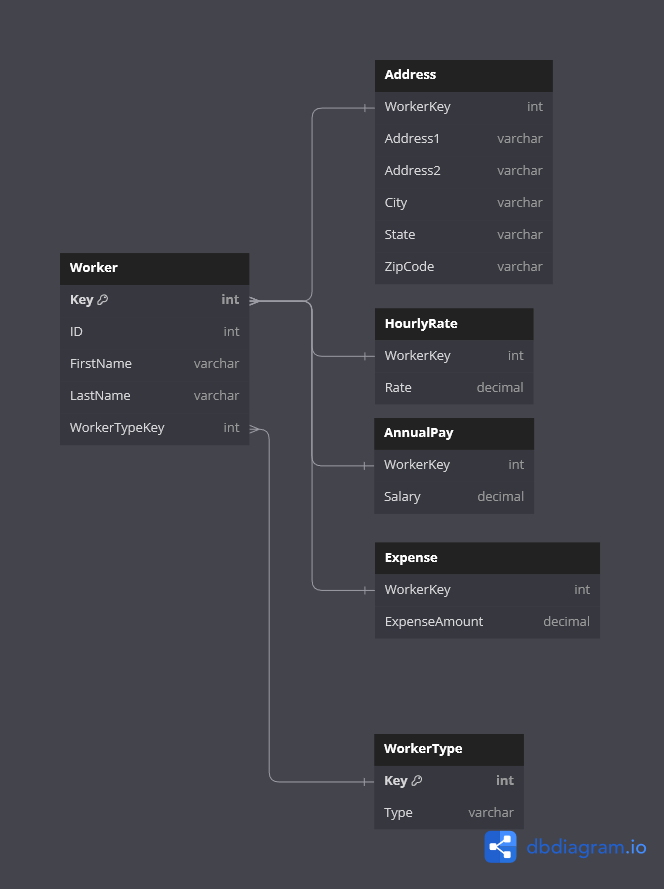 Address
WorkerKey int
Address1 varchar
Address2 varchar
City varchar
State varchar
ZipCode varchar
Worker
Key int
ID int
FirstName varchar
LastName varchar
WorkerTypeKey int
HourlyRate
WorkerKey int
Rate decimal
AnnualPay
WorkerKey int
Salary decimal
Expense
WorkerKey int
ExpenseAmount decimal
WorkerType
Key int
Type varchar
dbdiagram.io